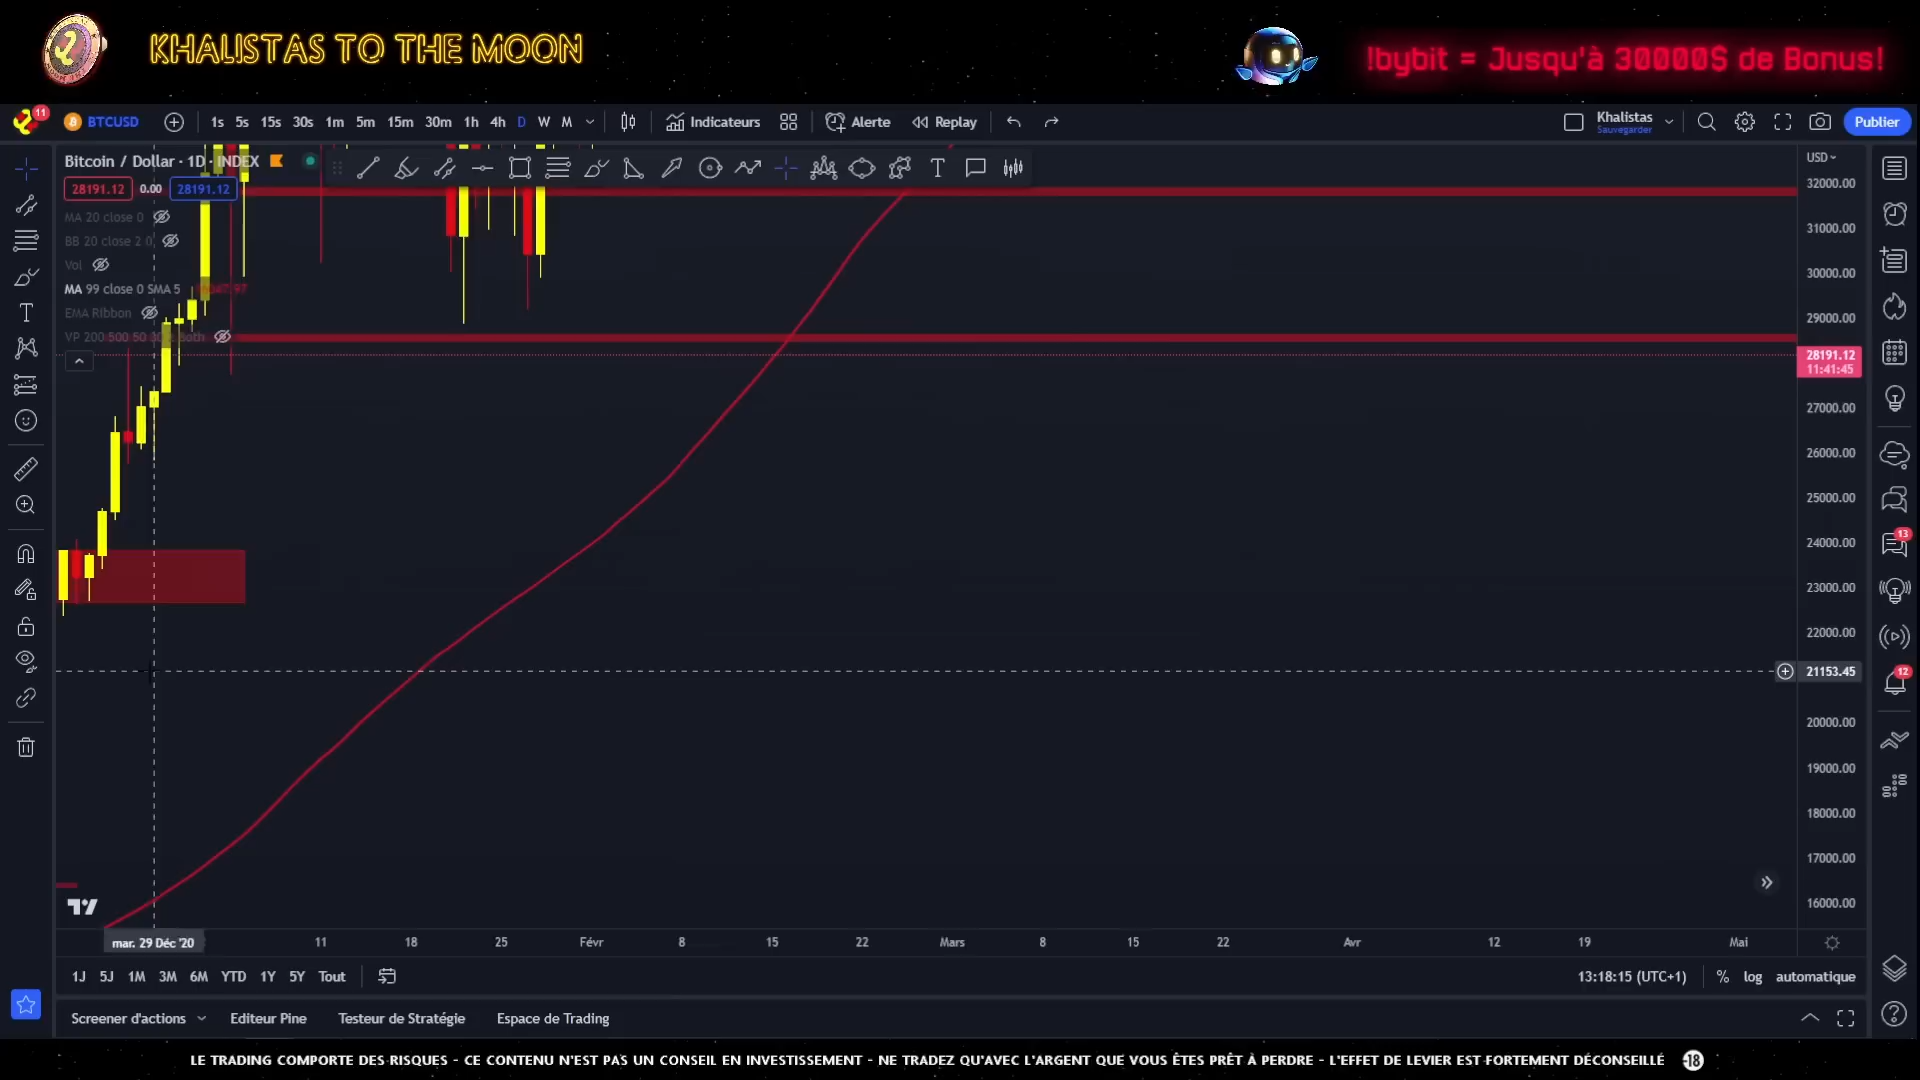 KHALISTAS TO THE MOON
!bybit = Jusqu'à 30000$ de Bonus!
11
BTCUSD
1s 5s 15s 30s 1m 5m 15m 30m 1h 4h D W M
Indicateurs
Alerte
Replay
Khalistas
Sauvegarder
Publier
Bitcoin / Dollar · 1D · INDEX
28191.12 0.00 28191.12
MA 20 close 0
BB 20 close 2 0
Vol
MA 99 close 0 SMA 5
EMA Ribbon
VP 200 500 50
USD
32000.00
31000.00
30000.00
29000.00
28191.12
11:41:45
27000.00
26000.00
25000.00
24000.00
23000.00
22000.00
21153.45
20000.00
19000.00
18000.00
17000.00
16000.00
13
12
mar. 29 Déc '20 11 18 25 Févr 8 15 22 Mars 8 15 22 Avr 12 19 Mai
1J 5J 1M 3M 6M YTD 1Y 5Y Tout
13:18:15 (UTC+1) % log automatique
Screener d'actions Editeur Pine Testeur de Stratégie Espace de Trading
LE TRADING COMPORTE DES RISQUES - CE CONTENU N'EST PAS UN CONSEIL EN INVESTISSEMENT - NE TRADEZ QU'AVEC L'ARGENT QUE VOUS ÊTES PRÊT À PERDRE - L'EFFET DE LEVIER EST FORTEMENT DÉCONSEILLÉ -18